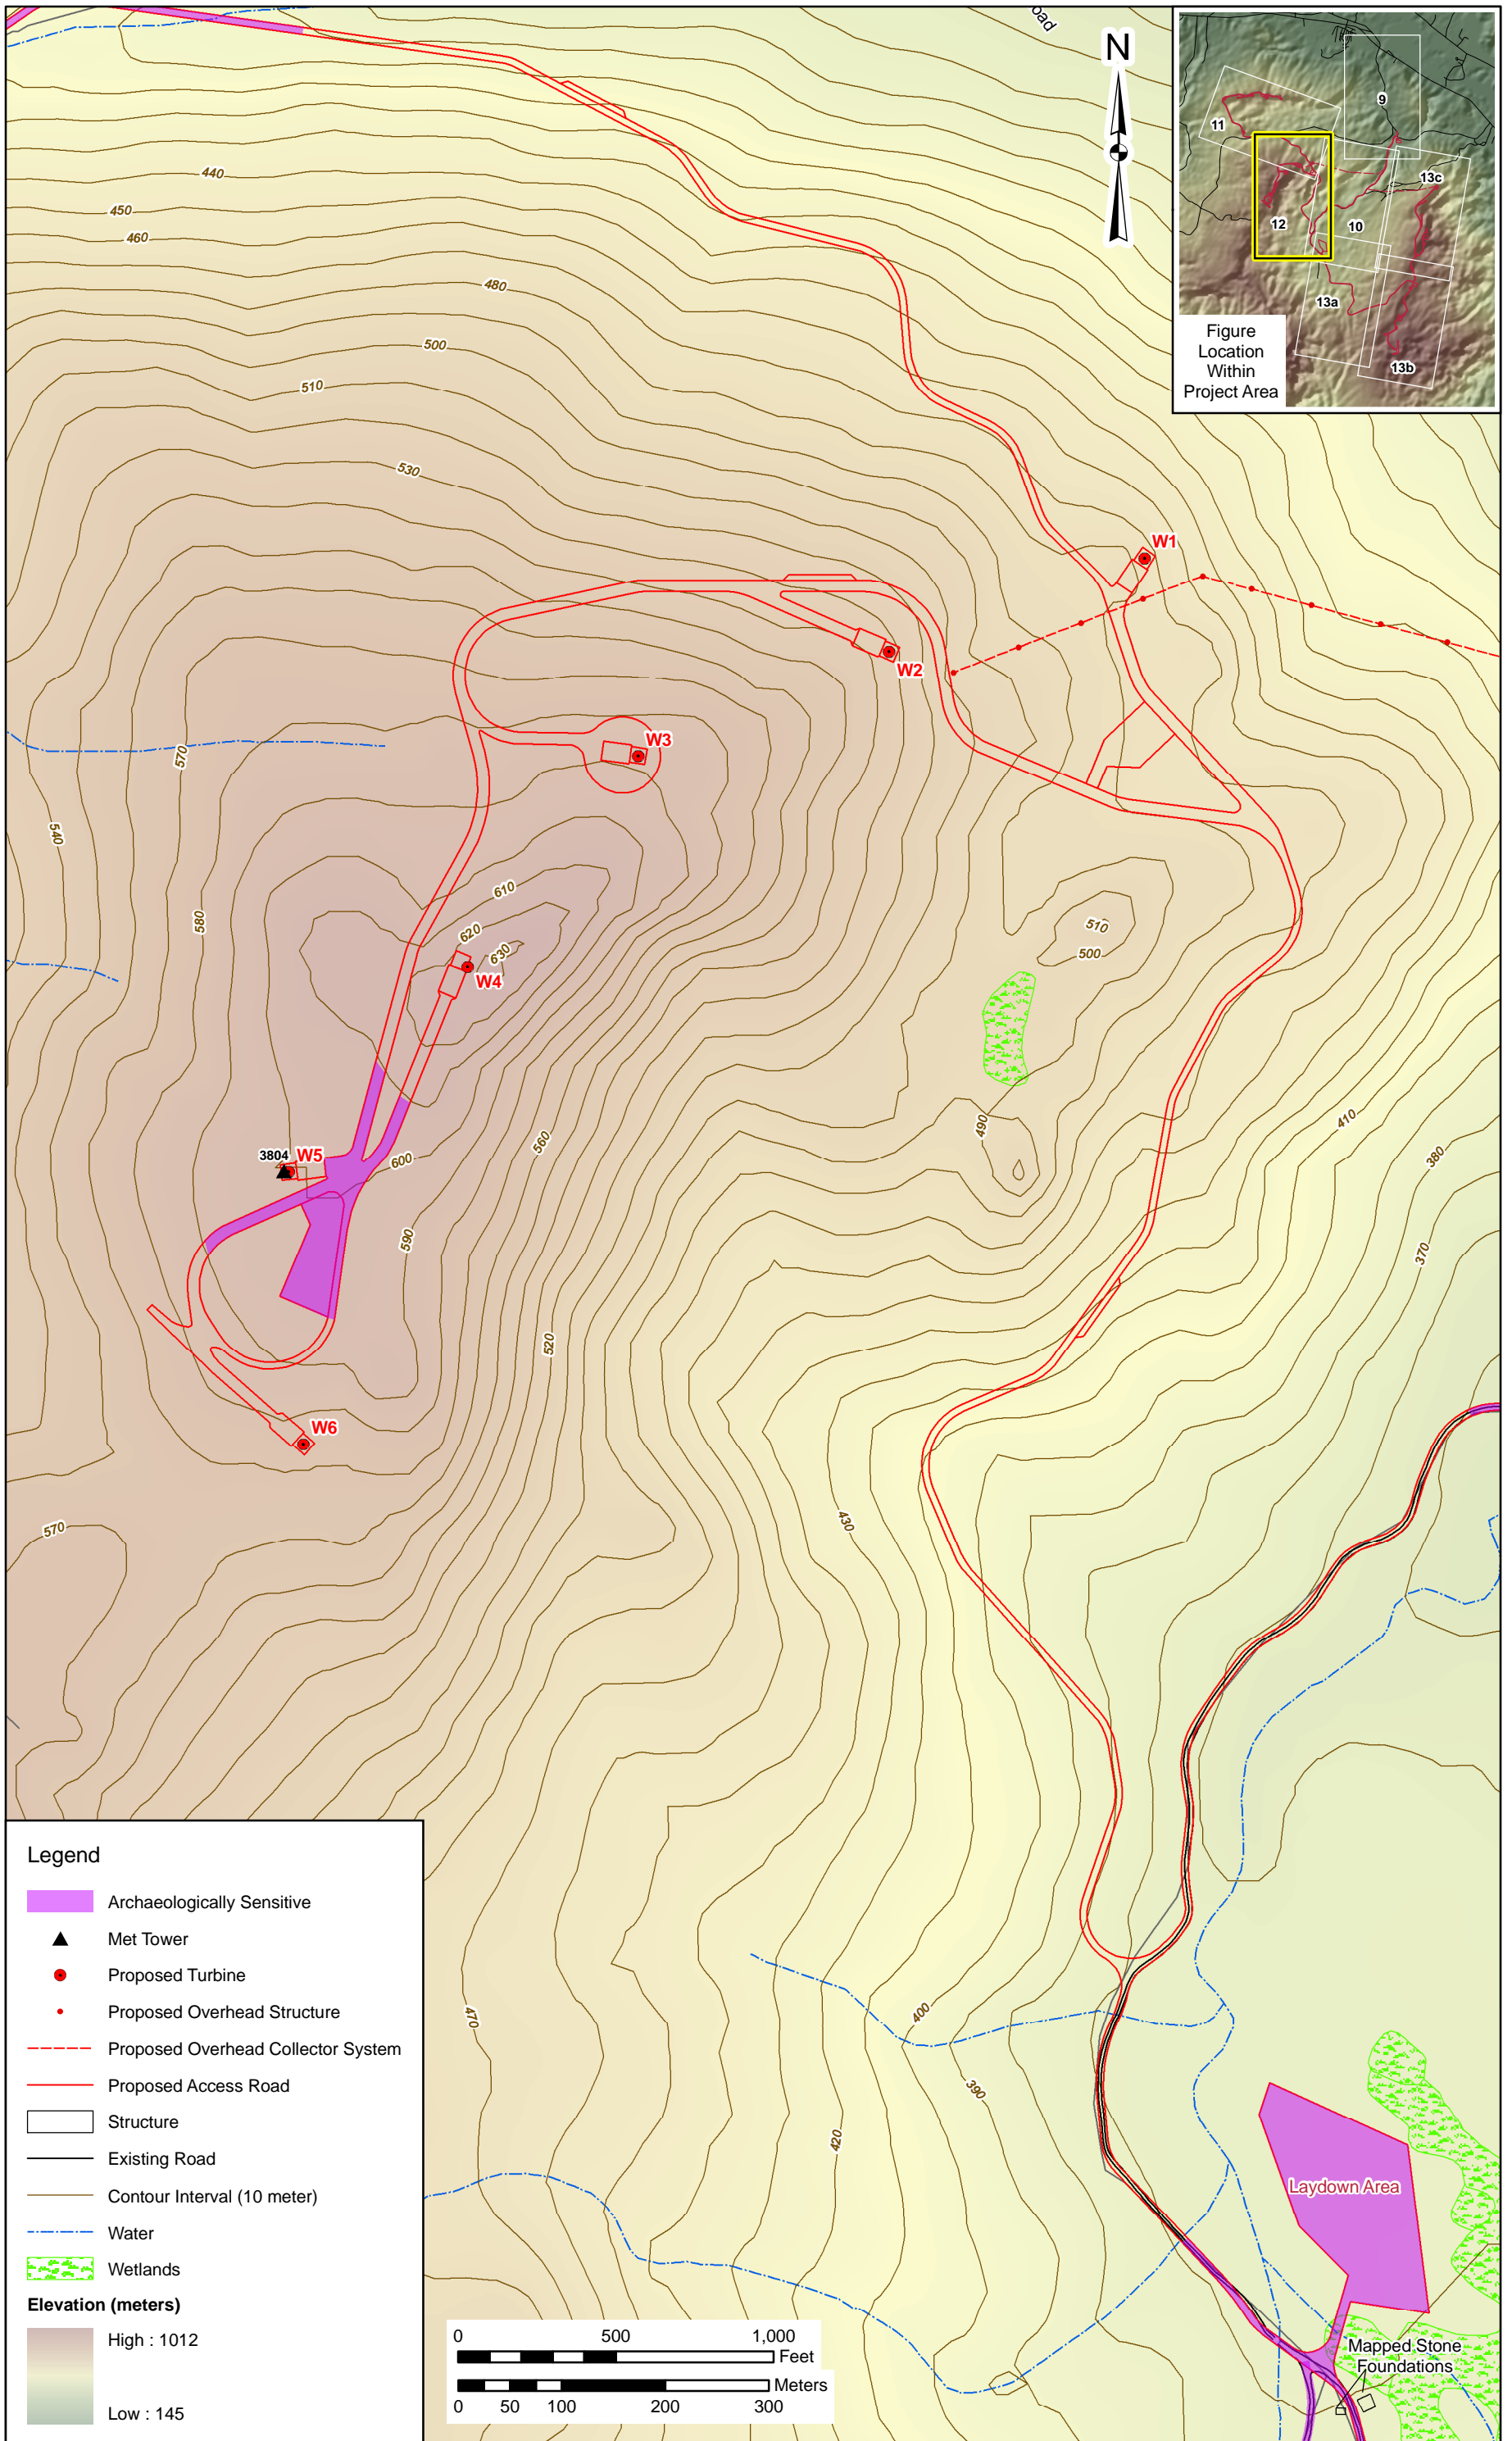 oad
N
9
11
13c
12
10
13a
13b
Figure
Location
Within
Project Area
440
450
460
480
500
510
530
W1
W2
W3
570
540
580
610
620
630
W4
510
500
490
410
380
560
3804
W5
600
590
370
520
W6
570
430
470
400
390
420
Laydown Area
Mapped Stone
Foundations
Legend
Archaeologically Sensitive
Met Tower
Proposed Turbine
Proposed Overhead Structure
Proposed Overhead Collector System
Proposed Access Road
Structure
Existing Road
Contour Interval (10 meter)
Water
Wetlands
Elevation (meters)
High : 1012
Low : 145
0 500 1,000
Feet
Meters
0 50 100 200 300